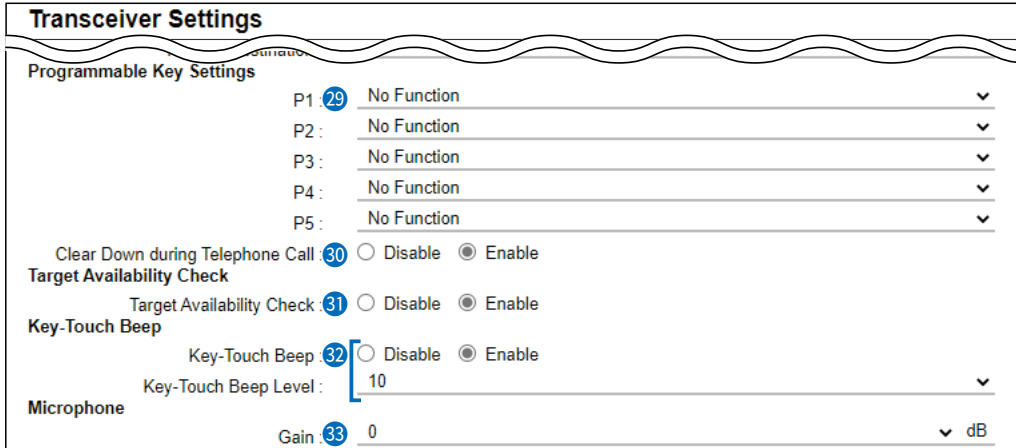 Transceiver Settings
Programmable Key Settings
P1 : 29 No Function
P2 : No Function
P3 : No Function
P4 : No Function
P5 : No Function
Clear Down during Telephone Call : 30 Disable Enable
Target Availability Check
Target Availability Check : 31 Disable Enable
Key-Touch Beep
Key-Touch Beep : 32 Disable Enable
Key-Touch Beep Level : 10
Microphone
Gain : 33 0 dB